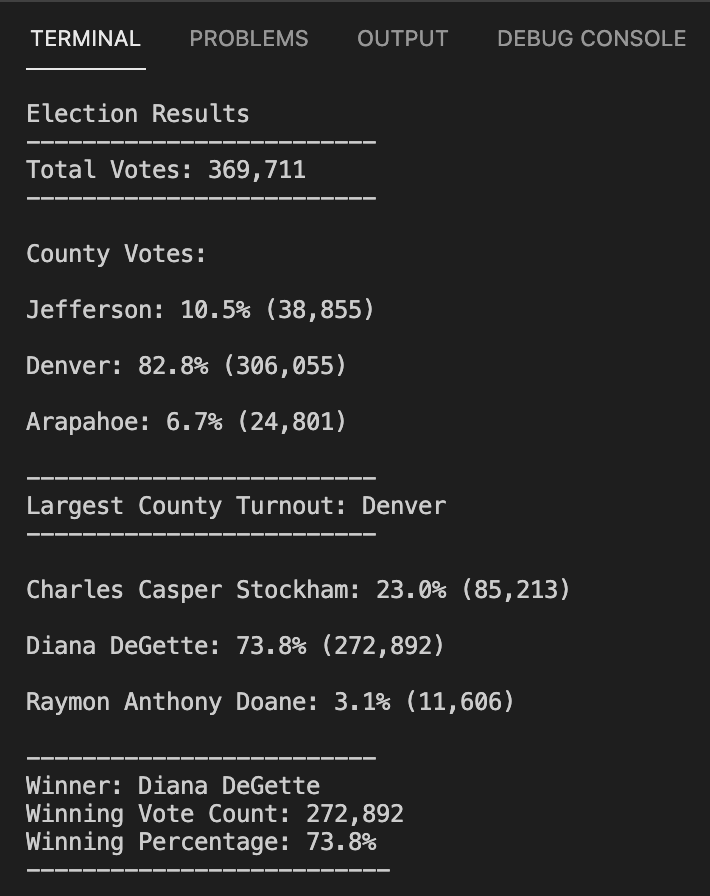 TERMINAL PROBLEMS OUTPUT DEBUG CONSOLE
Election Results
-------------------------
Total Votes: 369,711
-------------------------
County Votes:
Jefferson: 10.5% (38,855)
Denver: 82.8% (306,055)
Arapahoe: 6.7% (24,801)
-------------------------
Largest County Turnout: Denver
-------------------------
Charles Casper Stockham: 23.0% (85,213)
Diana DeGette: 73.8% (272,892)
Raymon Anthony Doane: 3.1% (11,606)
-------------------------
Winner: Diana DeGette
Winning Vote Count: 272,892
Winning Percentage: 73.8%
--------------------------